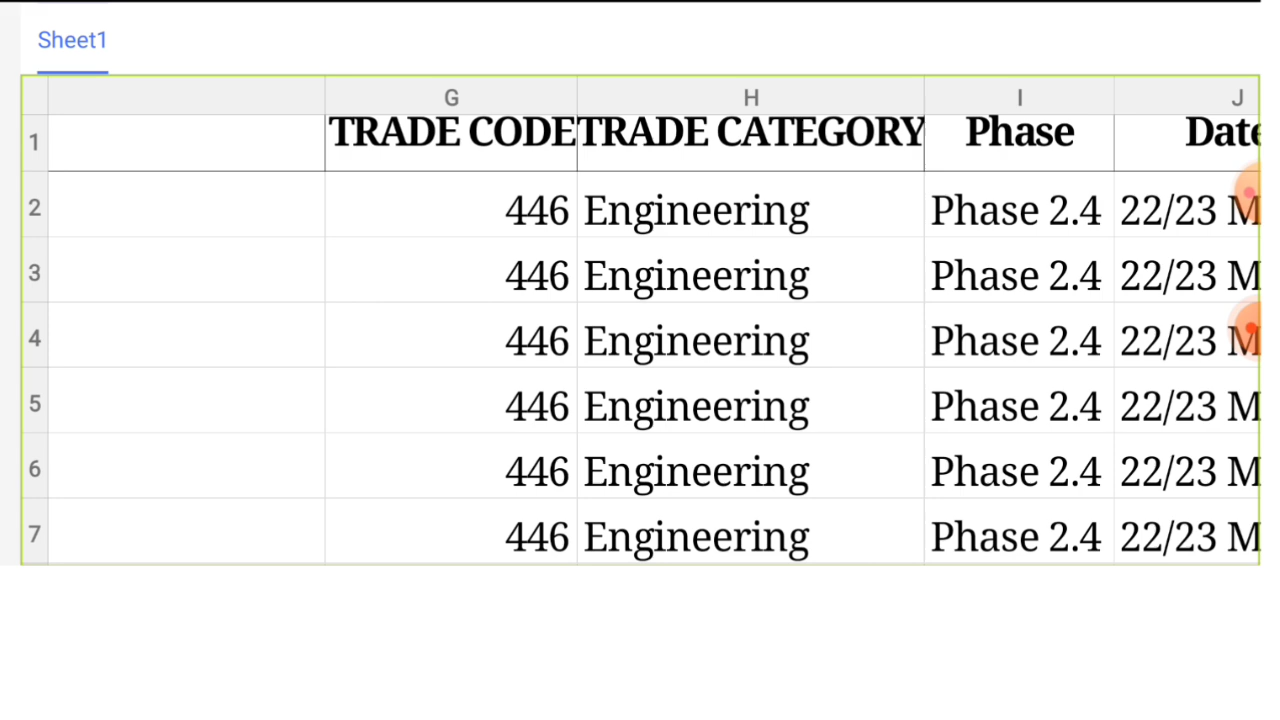 Sheet1
G H I J
1 TRADE CODE TRADE CATEGORY Phase Date
2 446 Engineering Phase 2.4 22/23 M
3 446 Engineering Phase 2.4 22/23 M
4 446 Engineering Phase 2.4 22/23 M
5 446 Engineering Phase 2.4 22/23 M
6 446 Engineering Phase 2.4 22/23 M
7 446 Engineering Phase 2.4 22/23 M